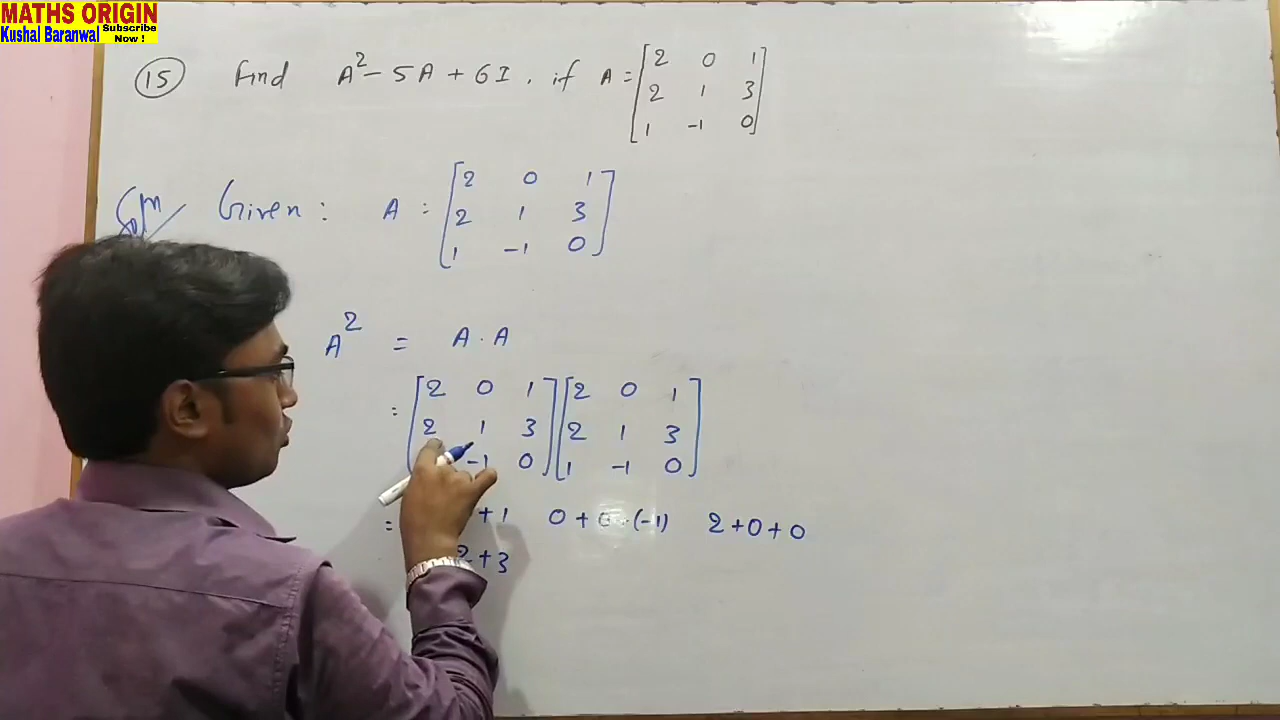 MATHS ORIGIN
Kushal Baranwal Subscribe Now !
15 Find A² - 5A + 6I, if A = [2 0 1
2 1 3
1 -1 0]
Soln Given: A = [2 0 1
2 1 3
1 -1 0]
A² = A . A
= [2 0 1] [2 0 1]
[2 1 3] [2 1 3]
-1 0] [1 -1 0]
= +1 0 + (-1) 2+0+0
2+3